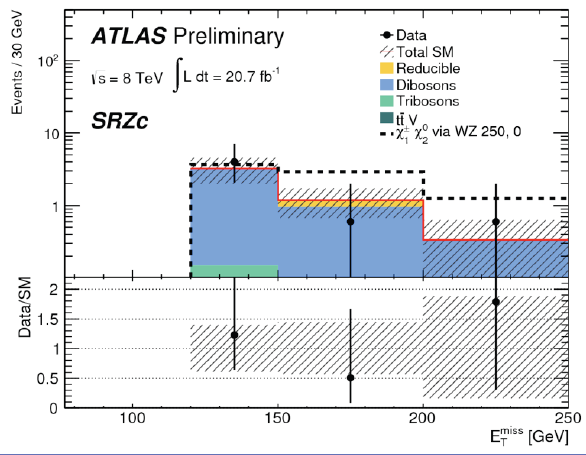 ATLAS Preliminary
√s = 8 TeV ∫L dt = 20.7 fb⁻¹
SRZc
Data
Total SM
Reducible
Dibosons
Tribosons
tt̄ V
χ₁± χ₂⁰ via WZ 250, 0
Events / 30 GeV
10²
10
1
Data/SM
2
1.5
1
0.5
0
100
150
200
250
E_T^miss [GeV]